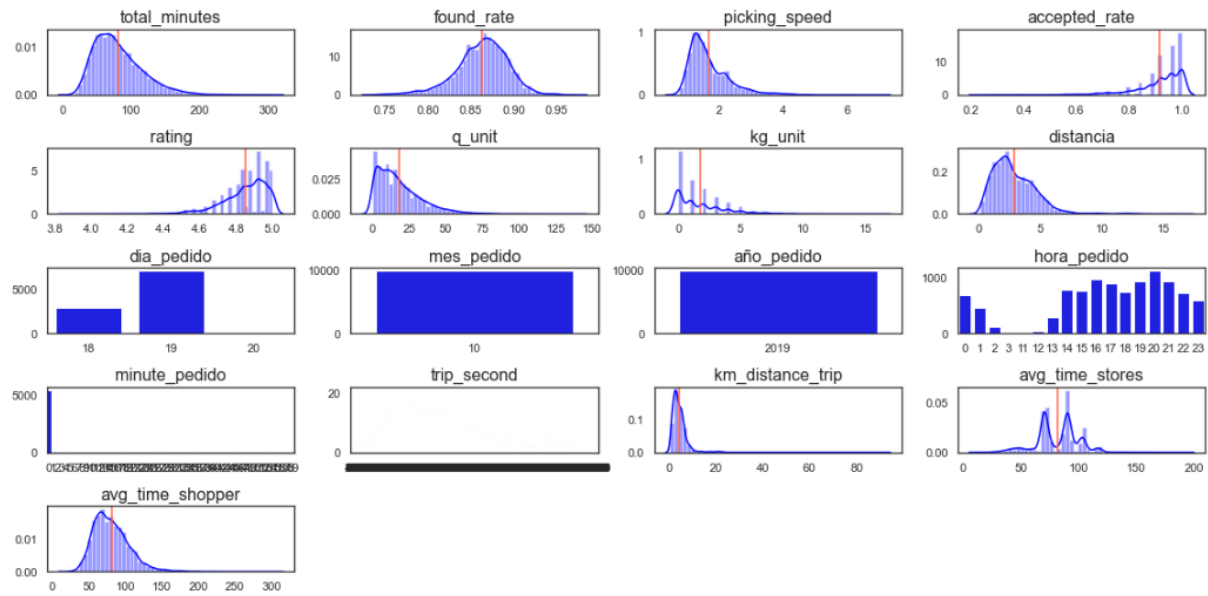 total_minutes found_rate picking_speed accepted_rate
0.01 0.00 0 100 200 300
10 0 0.75 0.80 0.85 0.90 0.95
1 0 2 4 6
10 0 0.2 0.4 0.6 0.8 1.0
rating q_unit kg_unit distancia
5 0 3.8 4.0 4.2 4.4 4.6 4.8 5.0
0.025 0.000 0 25 50 75 100 125 150
1 0 0 5 10 15
0.2 0.0 0 5 10 15
dia_pedido mes_pedido año_pedido hora_pedido
5000 0 18 19 20
10000 0 10
10000 0 2019
1000 0 0 1 2 3 11 12 13 14 15 16 17 18 19 20 21 22 23
minute_pedido trip_second km_distance_trip avg_time_stores
5000 0
20 0
0.1 0.0 0 20 40 60 80
0.05 0.00 0 50 100 150 200
avg_time_shopper
0.01 0.00 0 50 100 150 200 250 300